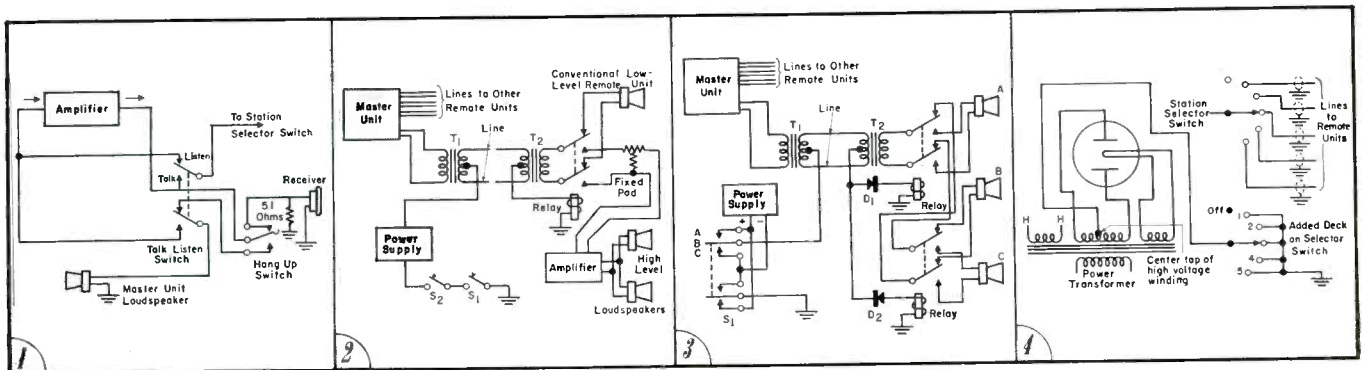 Amplifier
To Station
Selector Switch
Listen
Talk
Receiver
51
Ohms
Talk Listen
Switch
Hang Up
Switch
Master Unit
Loudspeaker
1
Master
Unit
Lines to Other
Remote Units
Conventional Low-
Level Remote Unit
T1
Line
T2
Fixed
Pad
Relay
Power
Supply
S2
S1
Amplifier
High
Level
Loudspeakers
2
Master
Unit
Lines to Other
Remote Units
A
T1
T2
Line
B
Power
Supply
+ −
D1
Relay
A
B
C
C
S1
D2
Relay
3
Station
Selector
Switch
Lines
to
Remote
Units
Off
1
2
Added Deck
on Selector
Switch
4
5
H
H
Power
Transformer
Center tap of
high voltage
winding
4